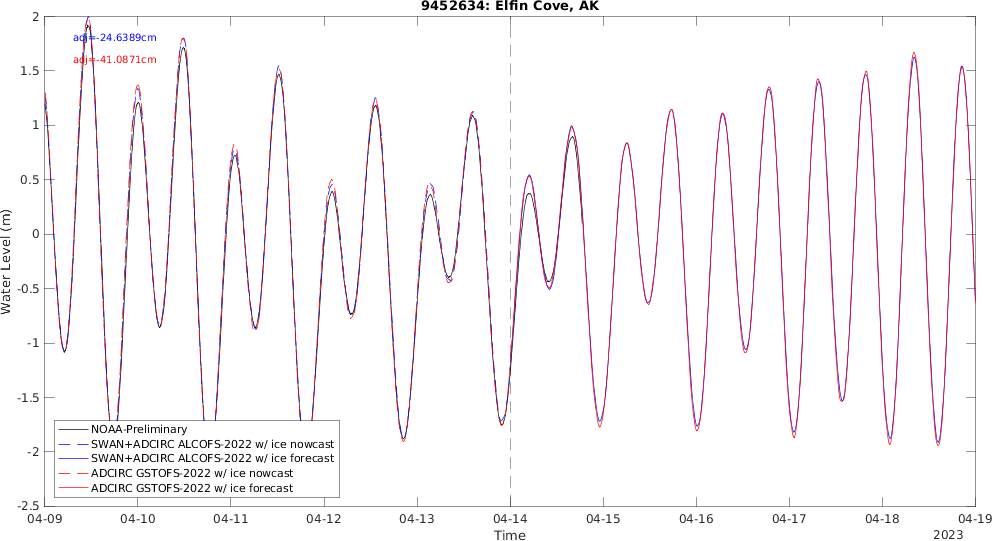 9452634: Elfin Cove, AK
adj=-24.6389cm
adj=-41.0871cm
Water Level (m)
2
1.5
1
0.5
0
-0.5
-1
-1.5
-2
-2.5
NOAA-Preliminary
SWAN+ADCIRC ALCOFS-2022 w/ ice nowcast
SWAN+ADCIRC ALCOFS-2022 w/ ice forecast
ADCIRC GSTOFS-2022 w/ ice nowcast
ADCIRC GSTOFS-2022 w/ ice forecast
04-09 04-10 04-11 04-12 04-13 04-14 04-15 04-16 04-17 04-18 04-19
Time
2023